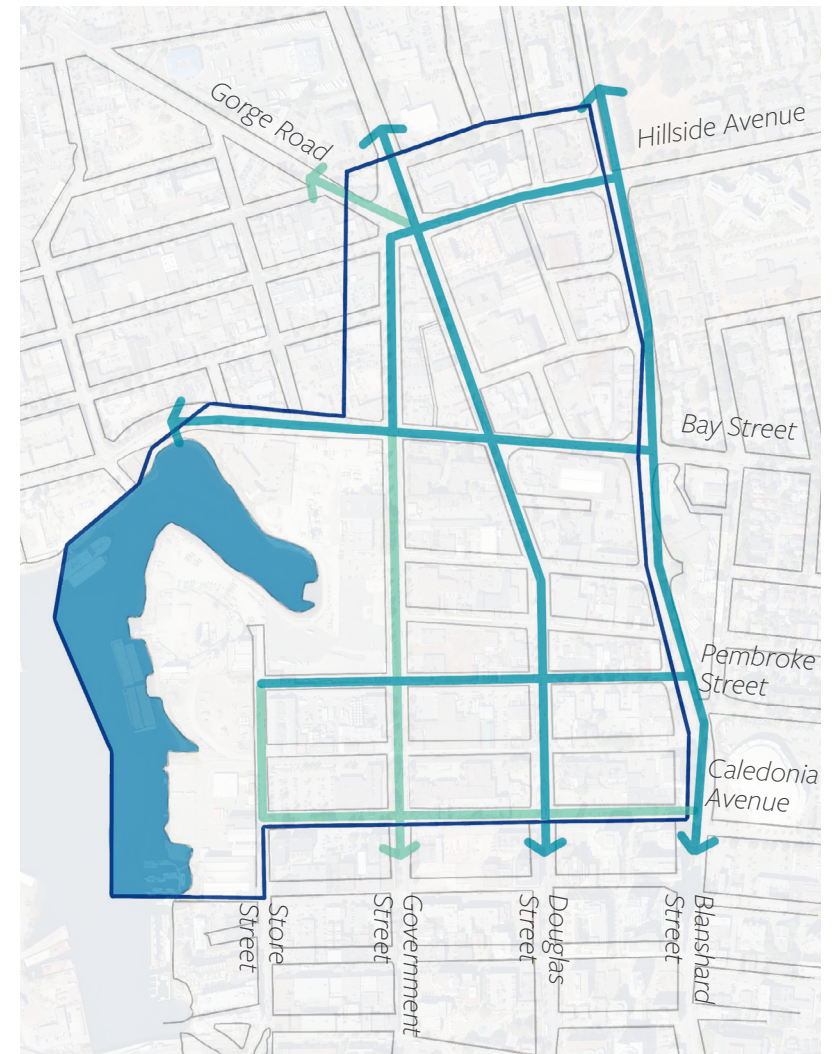 Gorge Road
Hillside Avenue
Bay Street
Pembroke
Street
Caledonia
Avenue
Store
Street
Government
Street
Douglas
Street
Blanshard
Street